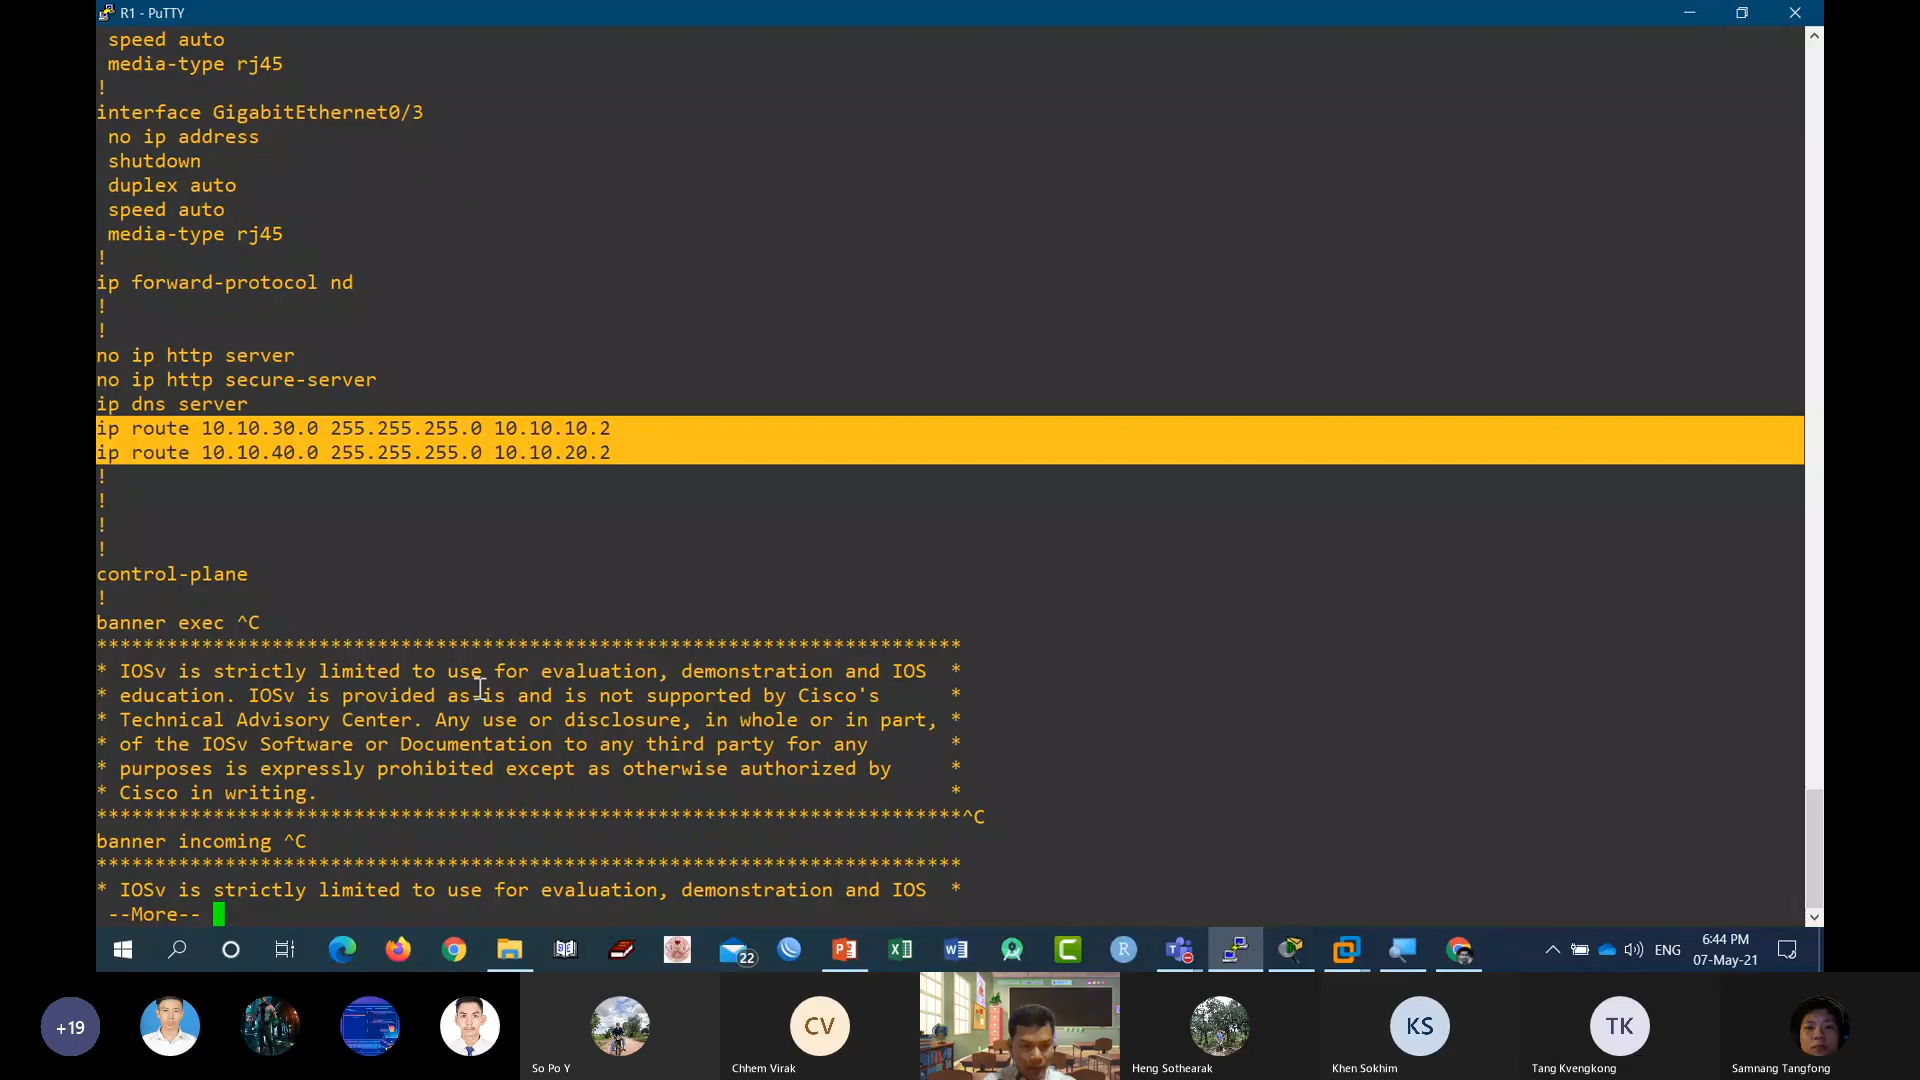 R1 - PuTTY
speed auto
media-type rj45
!
interface GigabitEthernet0/3
no ip address
shutdown
duplex auto
speed auto
media-type rj45
!
ip forward-protocol nd
!
!
no ip http server
no ip http secure-server
ip dns server
ip route 10.10.30.0 255.255.255.0 10.10.10.2
ip route 10.10.40.0 255.255.255.0 10.10.20.2
!
!
!
!
control-plane
!
banner exec ^C
**************************************************************************
* IOSv is strictly limited to use for evaluation, demonstration and IOS  *
* education. IOSv is provided as-is and is not supported by Cisco's      *
* Technical Advisory Center. Any use or disclosure, in whole or in part, *
* of the IOSv Software or Documentation to any third party for any       *
* purposes is expressly prohibited except as otherwise authorized by     *
* Cisco in writing.                                                      *
**************************************************************************^C
banner incoming ^C
**************************************************************************
* IOSv is strictly limited to use for evaluation, demonstration and IOS  *
--More--
22
ENG
6:44 PM
07-May-21
+19
So Po Y
CV
Chhem Virak
Heng Sothearak
KS
Khen Sokhim
TK
Tang Kvengkong
Samnang Tangfong